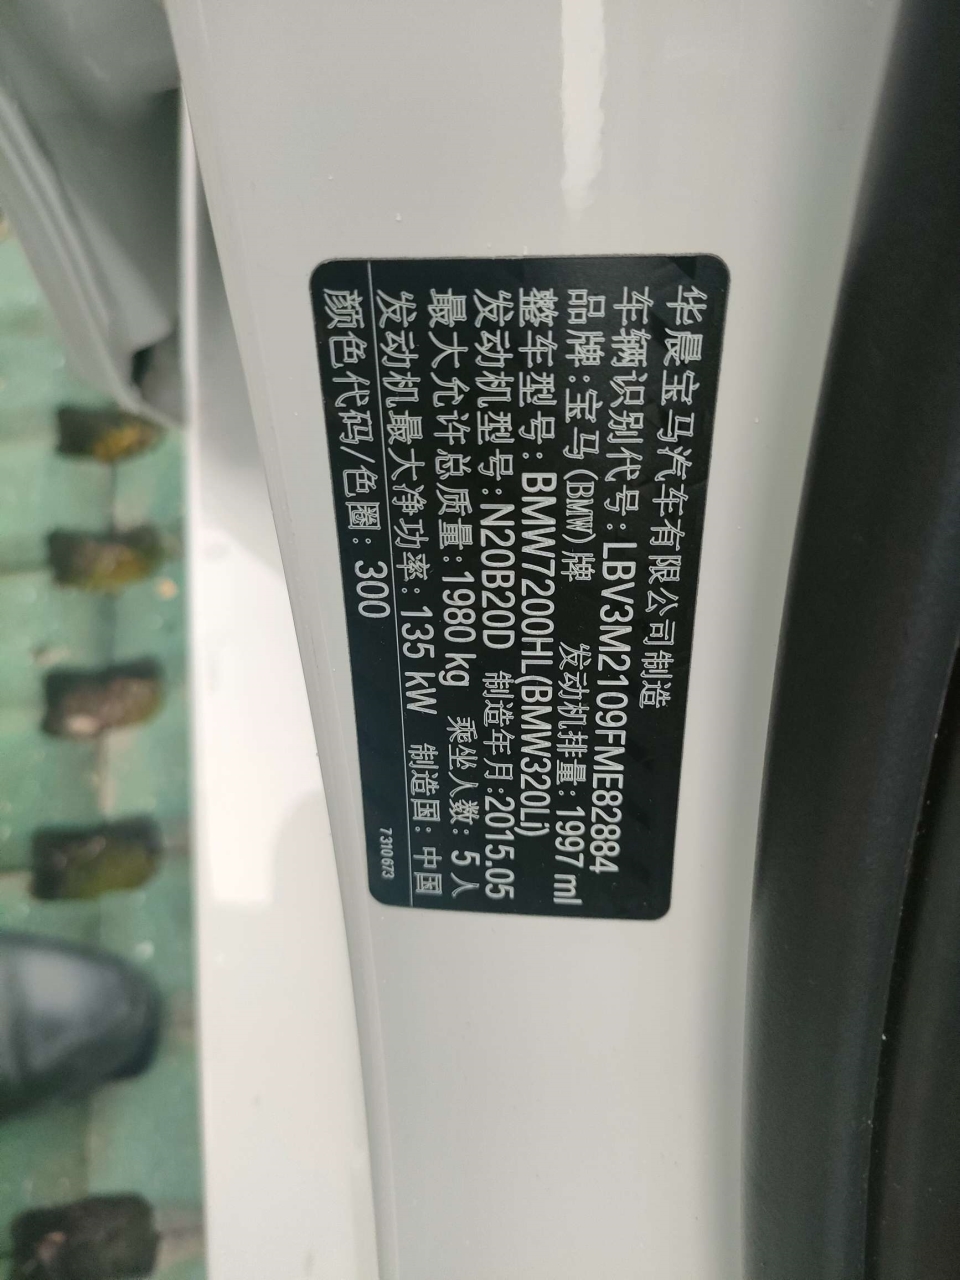 华晨宝马汽车有限公司制造
车辆识别代号:LBV3M2109FME82884
品牌:宝马(BMW)牌 发动机排量:1997 ml
整车型号:BMW7200HL(BMW320Li)
发动机型号:N20B20D 制造年月:2015.05
最大允许总质量:1980 kg 乘坐人数:5人
发动机最大净功率:135 kW 制造国:中国
颜色代码/色圈:300 7310673